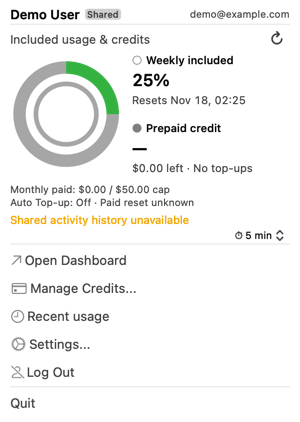 Demo User Shared demo@example.com
Included usage & credits
Weekly included
25%
Resets Nov 18, 02:25
Prepaid credit
—
$0.00 left · No top-ups
Monthly paid: $0.00 / $50.00 cap
Auto Top-up: Off · Paid reset unknown
Shared activity history unavailable
5 min
Open Dashboard
Manage Credits...
Recent usage
Settings...
Log Out
Quit